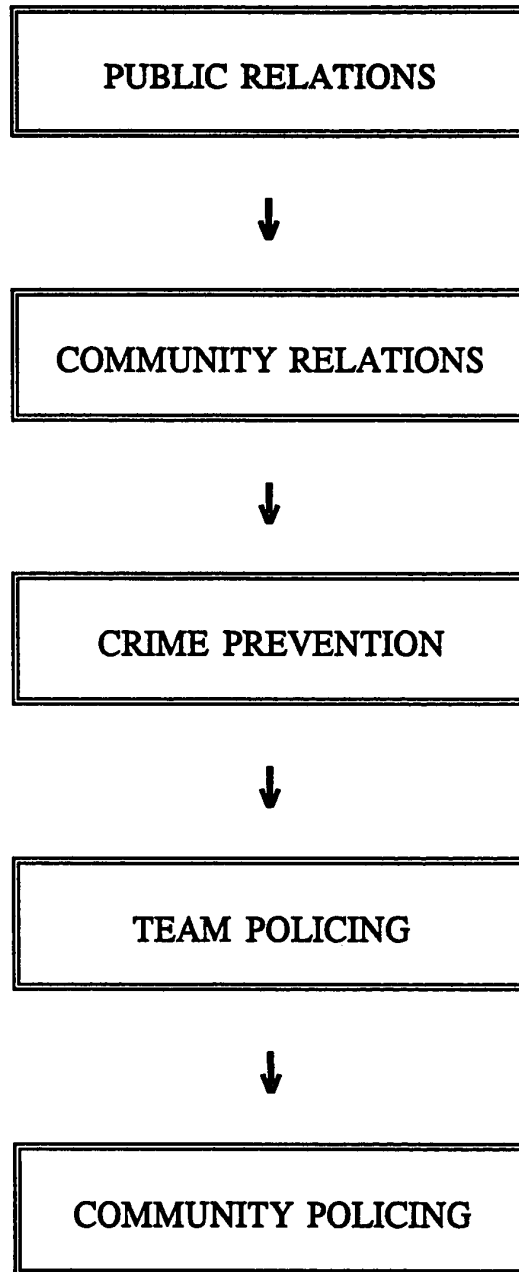 PUBLIC RELATIONS
COMMUNITY RELATIONS
CRIME PREVENTION
TEAM POLICING
COMMUNITY POLICING